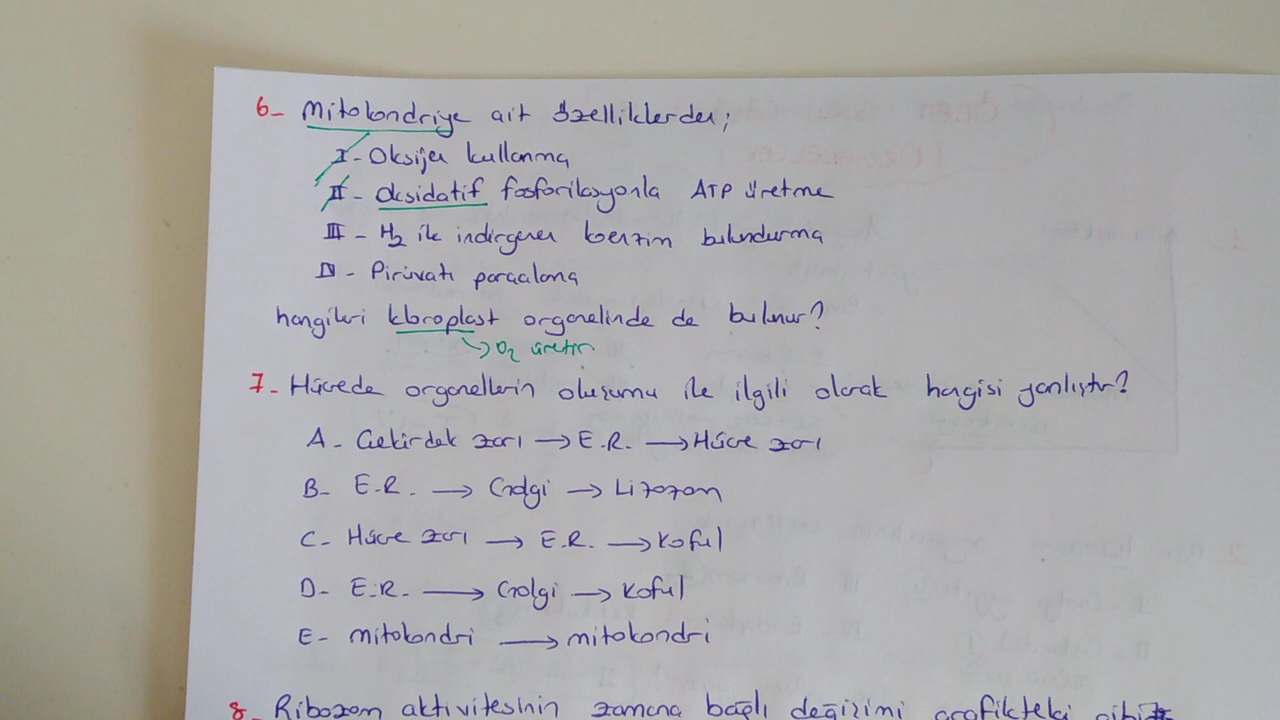 6- Mitokondriye ait özelliklerden;
I- Oksijen kullanma
II- Oksidatif fosforilasyonla ATP üretme
III- H2 ile indirgenen koenzim bulundurma
IV- Pirüvatı parçalama
hangileri kloroplast organelinde de bulunur?
O2 üretir
7- Hücrede organellerin oluşumu ile ilgili olarak hangisi yanlıştır?
A- Çekirdek zarı → E.R. → Hücre zarı
B- E.R. → Golgi → Lizozom
C- Hücre zarı → E.R. → Koful
D- E.R. → Golgi → Koful
E- mitokondri → mitokondri
8- Ribozom aktivitesinin zamana bağlı değişimi grafikteki gibidir